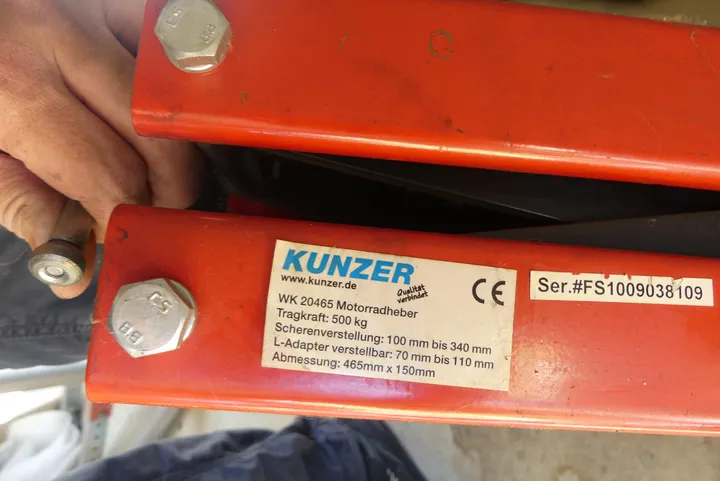 KUNZER
www.kunzer.de
Qualität
verbindet
CE
WK 20465 Motorradheber
Tragkraft: 500 kg
Scherenverstellung: 100 mm bis 340 mm
L-Adapter verstellbar: 70 mm bis 110 mm
Abmessung: 465mm x 150mm
Ser.#FS1009038109